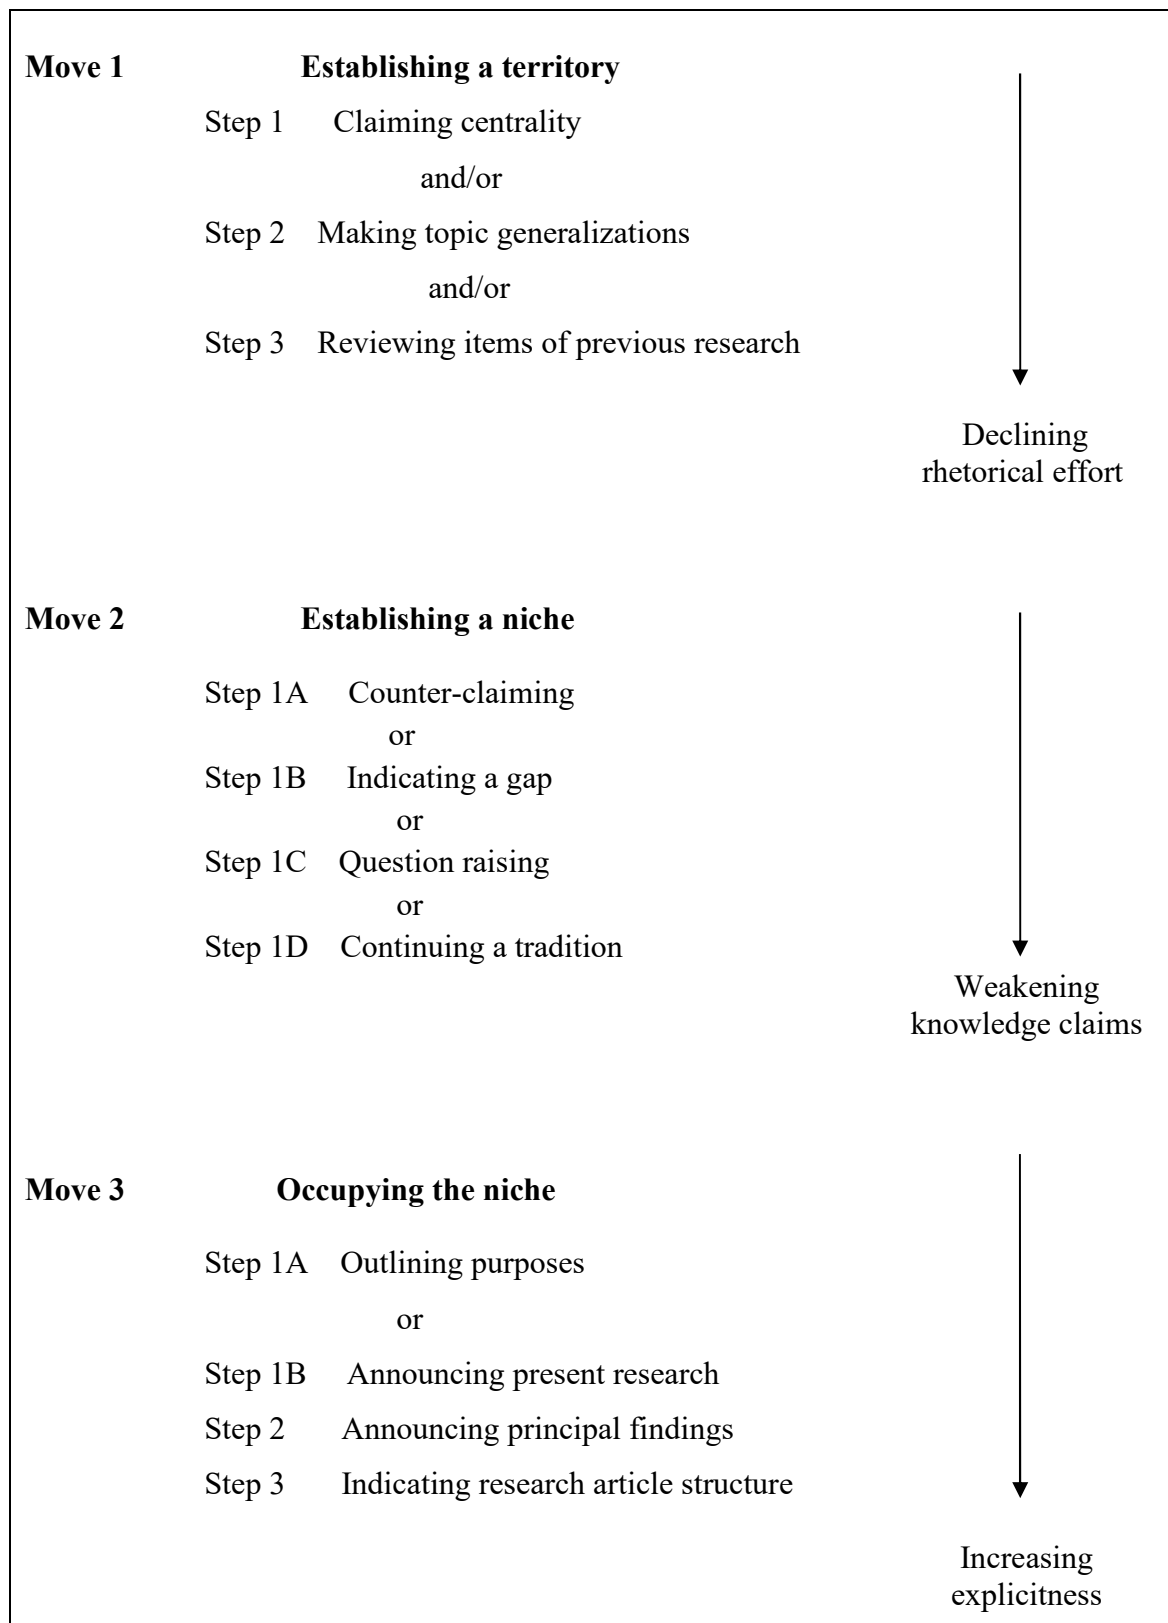 Move 1 Establishing a territory
Step 1 Claiming centrality
and/or
Step 2 Making topic generalizations
and/or
Step 3 Reviewing items of previous research
Declining
rhetorical effort
Move 2 Establishing a niche
Step 1A Counter-claiming
or
Step 1B Indicating a gap
or
Step 1C Question raising
or
Step 1D Continuing a tradition
Weakening
knowledge claims
Move 3 Occupying the niche
Step 1A Outlining purposes
or
Step 1B Announcing present research
Step 2 Announcing principal findings
Step 3 Indicating research article structure
Increasing
explicitness